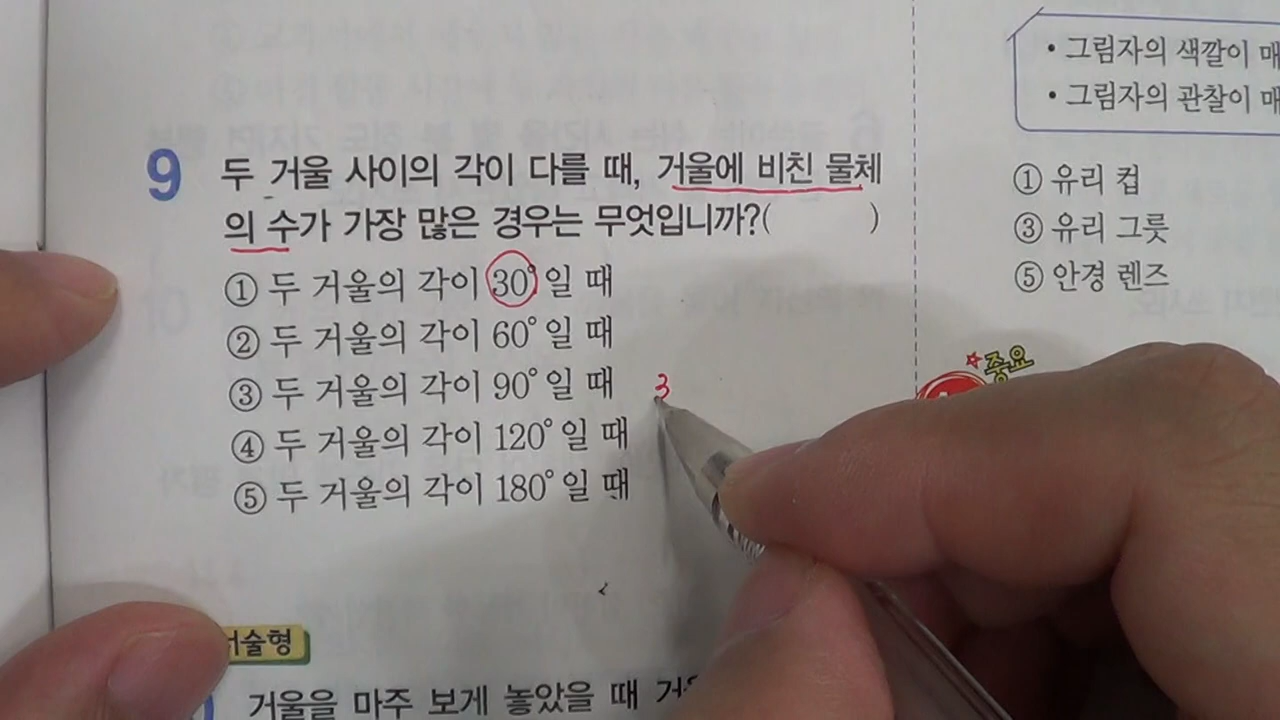 9 두 거울 사이의 각이 다를 때, 거울에 비친 물체
의 수가 가장 많은 경우는 무엇입니까?( )
① 두 거울의 각이 30°일 때
② 두 거울의 각이 60°일 때
③ 두 거울의 각이 90°일 때 3
④ 두 거울의 각이 120°일 때
⑤ 두 거울의 각이 180°일 때
서술형
거울을 마주 보게 놓았을 때
• 그림자의 색깔이
• 그림자의 관찰이
① 유리 컵
③ 유리 그릇
⑤ 안경 렌즈
중요